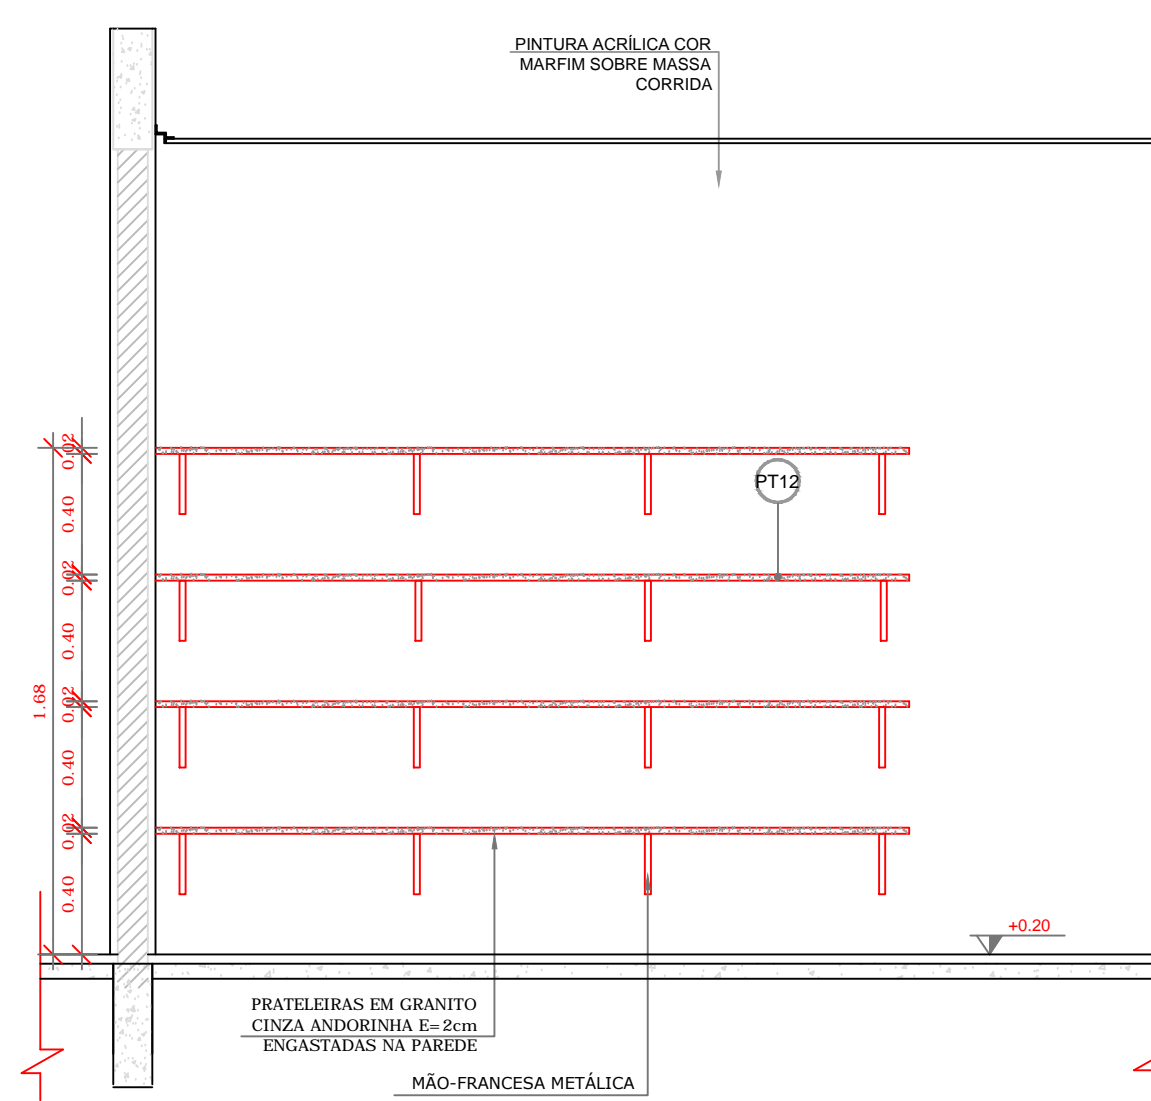 PINTURA ACRÍLICA COR
MARFIM SOBRE MASSA
CORRIDA
0.02
PT12
0.40
0.02
0.40
1.68
0.02
0.40
0.02
0.40
+0.20
PRATELEIRAS EM GRANITO
CINZA ANDORINHA E=2cm
ENGASTADAS NA PAREDE
MÃO-FRANCESA METÁLICA